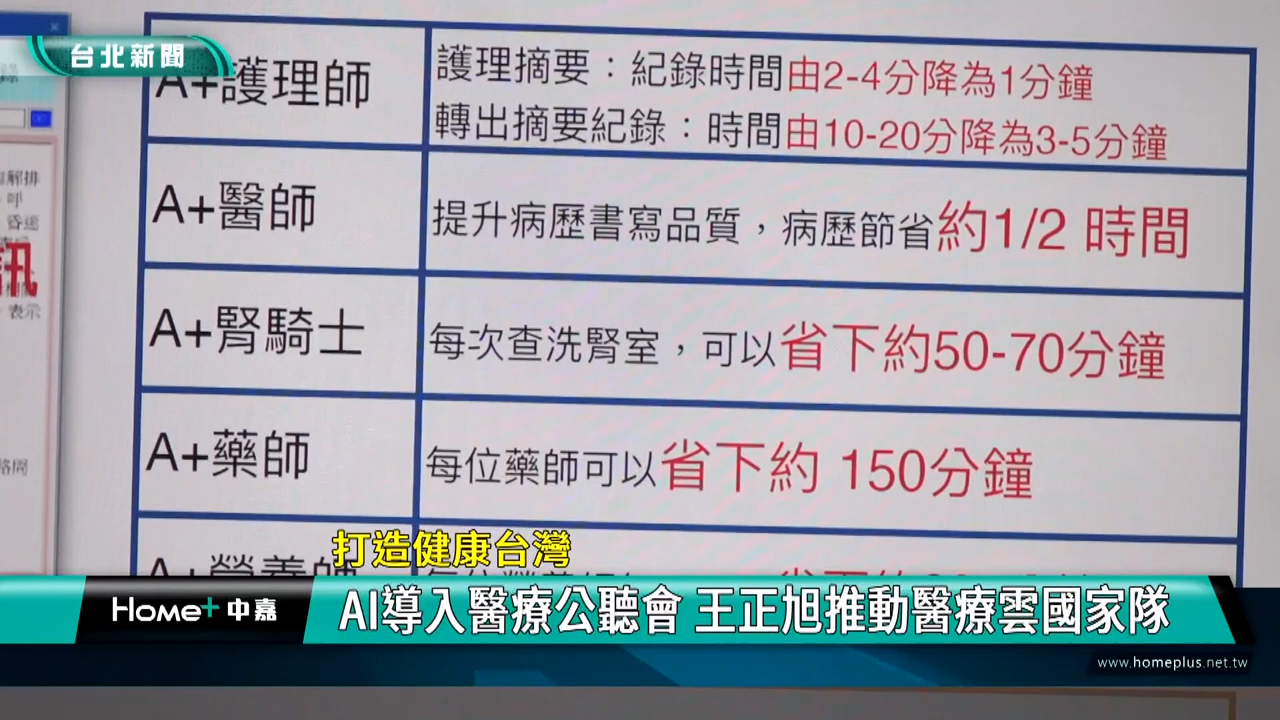 台北新聞
A+護理師
護理摘要：紀錄時間由2-4分降為1分鐘
轉出摘要紀錄：時間由10-20分降為3-5分鐘
A+醫師
提升病歷書寫品質，病歷節省約1/2 時間
A+腎騎士
每次查洗腎室，可以省下約50-70分鐘
A+藥師
每位藥師可以省下約 150分鐘
A+營養師
訊
表示
打造健康台灣
Home+中嘉
AI導入醫療公聽會 王正旭推動醫療雲國家隊
www.homeplus.net.tw